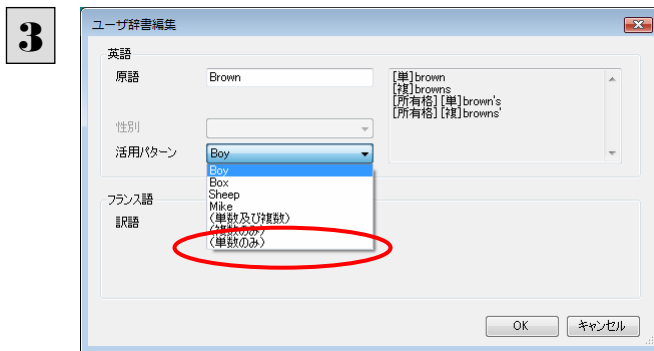 3
ユーザ辞書編集
英語
原語
Brown
[単]brown
[複]browns
[所有格][単]brown's
[所有格][複]browns'
性別
活用パターン
Boy
Boy
Box
Sheep
Mike
(単数及び複数)
(複数のみ)
(単数のみ)
フランス語
訳語
OK
キャンセル